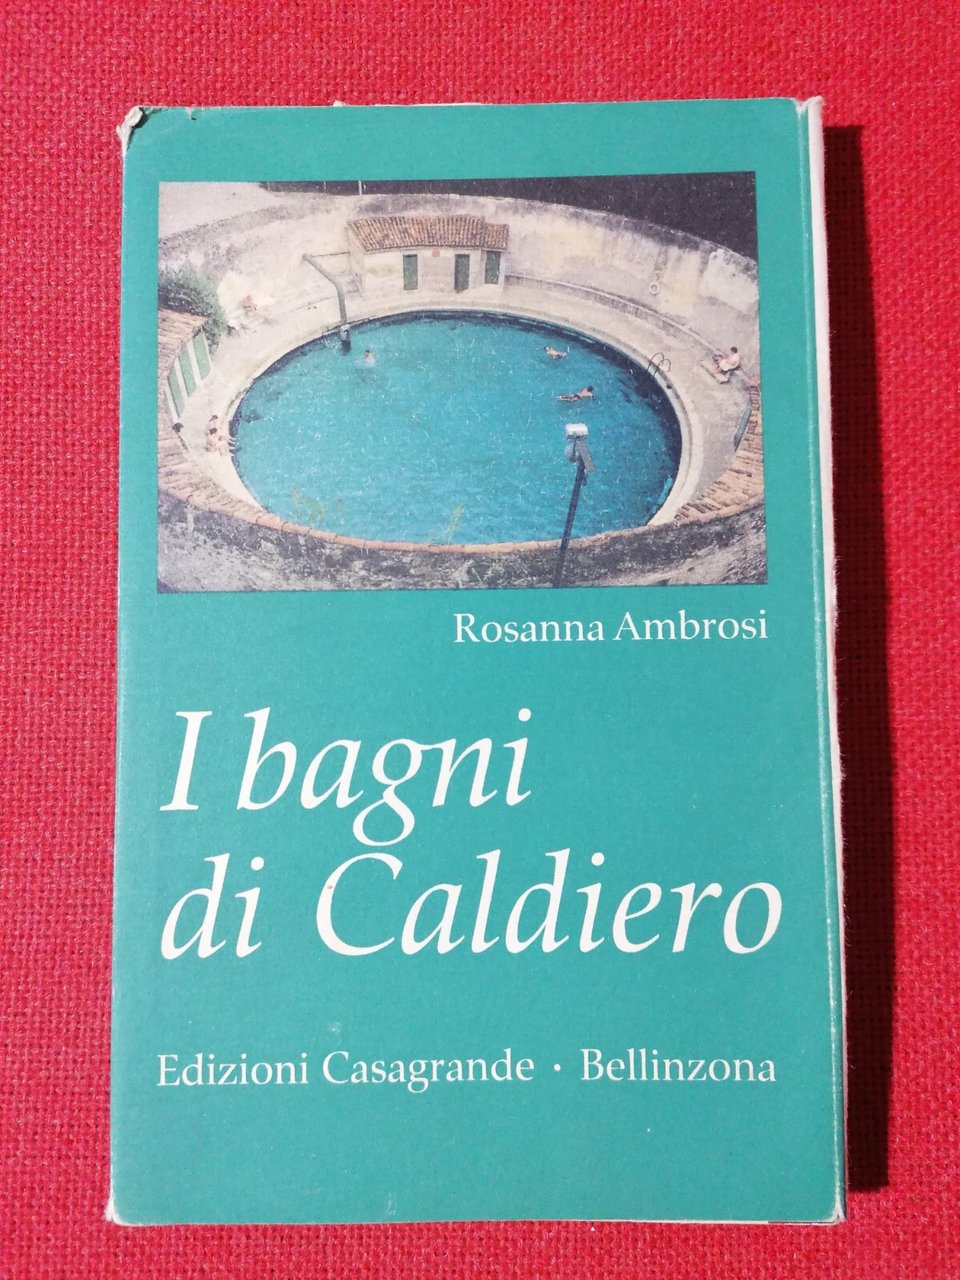 Rosanna Ambrosi
I bagni
di Caldiero
Edizioni Casagrande · Bellinzona